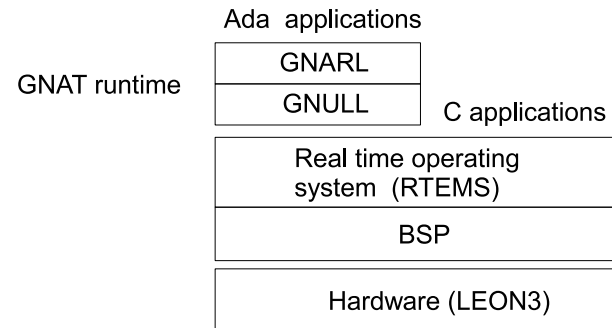 Ada applications
GNARL
GNAT runtime
GNULL
C applications
Real time operating
system (RTEMS)
BSP
Hardware (LEON3)